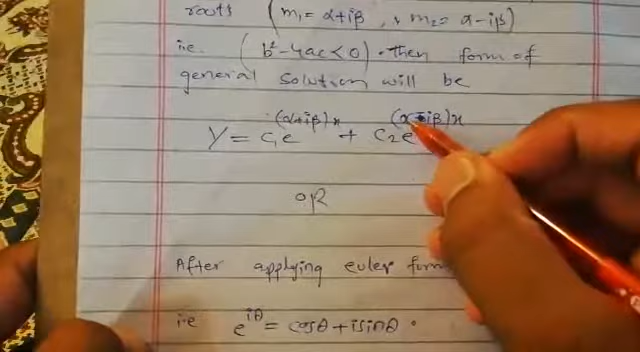 roots (m₁ = α+iβ, & m₂ = α-iβ)
i.e. (b²-4ac<0). then form of
general solution will be
Y = c₁e^(α+iβ)x + c₂e^(α-iβ)x
OR
After applying euler form
i.e e^iθ = cosθ + isinθ.